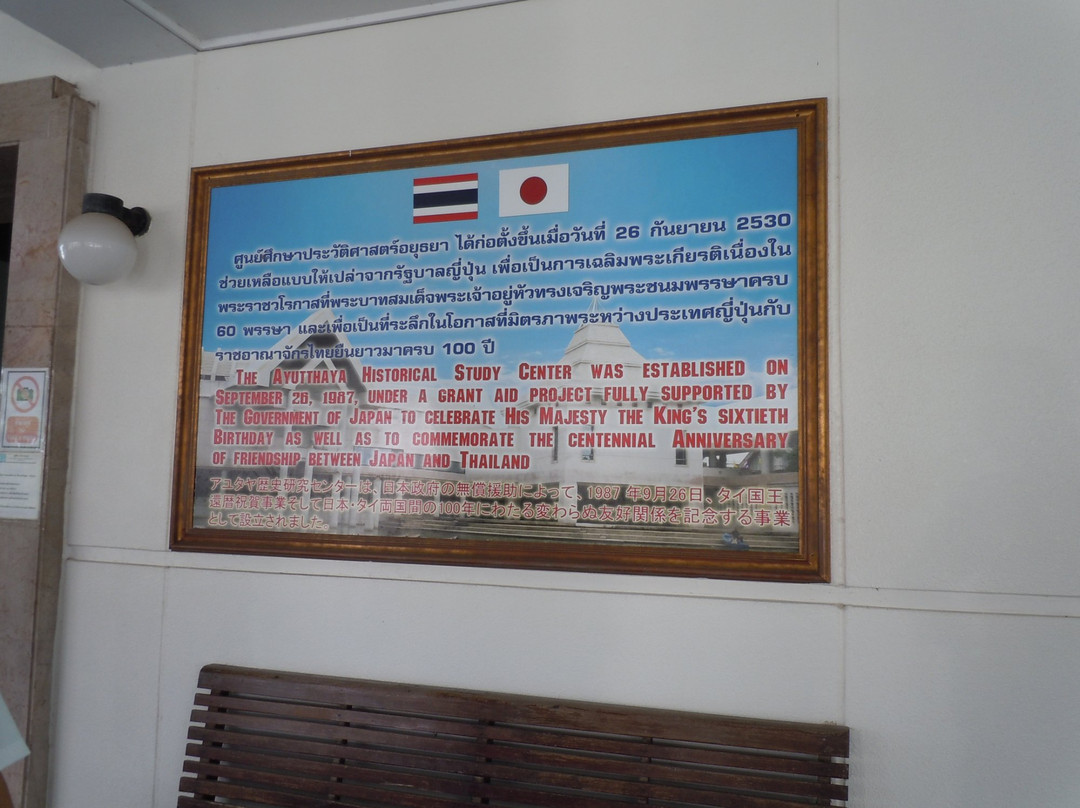 ศูนย์ศึกษาประวัติศาสตร์อยุธยา ได้ก่อตั้งขึ้นเมื่อวันที่ 26 กันยายน 2530
ช่วยเหลือแบบให้เปล่าจากรัฐบาลญี่ปุ่น เพื่อเป็นการเฉลิมพระเกียรติเนื่องใน
พระราชวโรกาสที่พระบาทสมเด็จพระเจ้าอยู่หัวทรงเจริญพระชนมพรรษาครบ
60 พรรษา และเพื่อเป็นที่ระลึกในโอกาสที่มิตรภาพระหว่างประเทศญี่ปุ่นกับ
ราชอาณาจักรไทยยืนยาวมาครบ 100 ปี
THE AYUTTHAYA HISTORICAL STUDY CENTER WAS ESTABLISHED ON
SEPTEMBER 26, 1987, UNDER A GRANT AID PROJECT FULLY SUPPORTED BY
THE GOVERNMENT OF JAPAN TO CELEBRATE HIS MAJESTY THE KING'S SIXTIETH
BIRTHDAY AS WELL AS TO COMMEMORATE THE CENTENNIAL ANNIVERSARY
OF FRIENDSHIP BETWEEN JAPAN AND THAILAND
アユタヤ歴史研究センターは、日本政府の無償援助によって、1987 年9月26日、タイ国王
還暦祝賀事業そして日本・タイ両国間の100年にわたる変わらぬ友好関係を記念する事業
として設立されました。